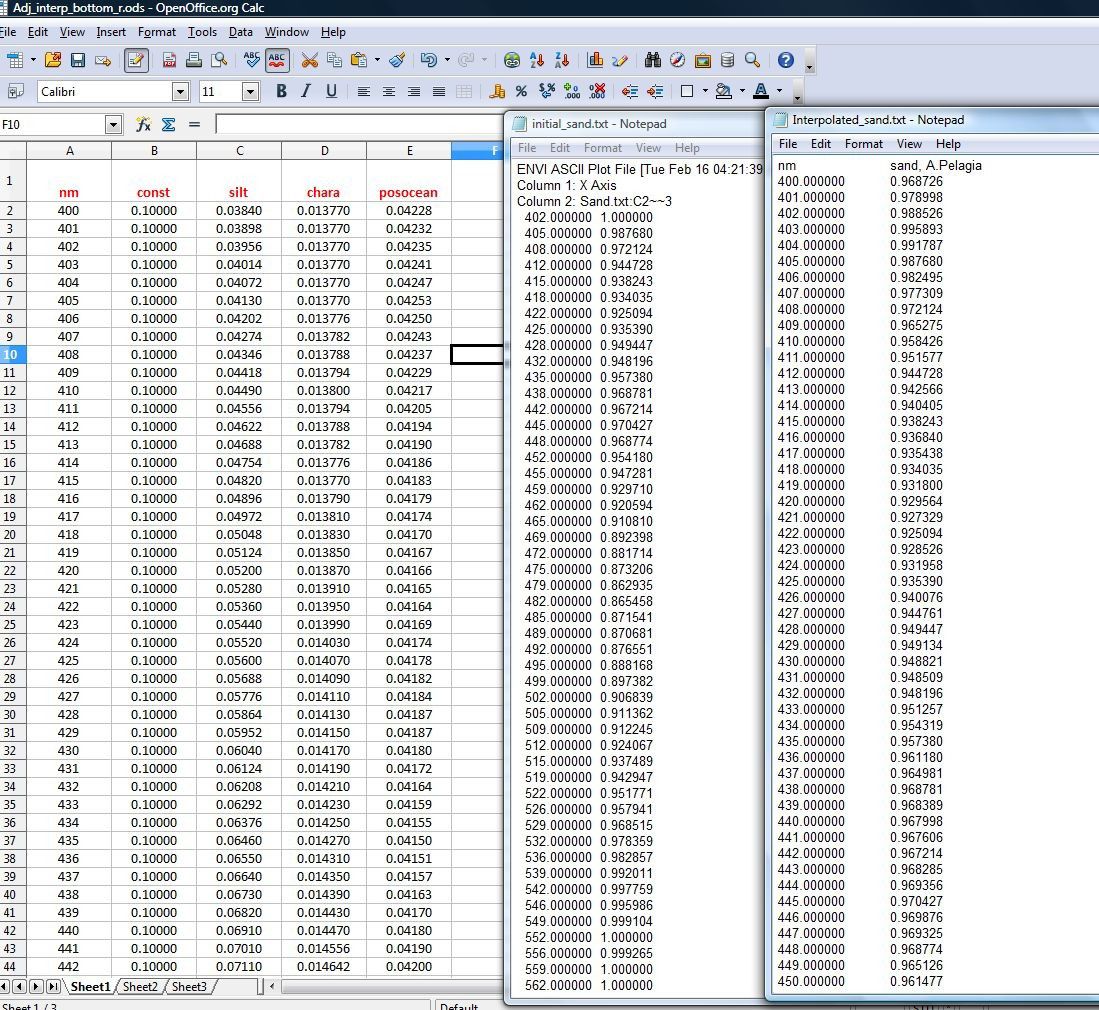 Adj_interp_bottom_r.ods - OpenOffice.org Calc
File Edit View Insert Format Tools Data Window Help
Calibri 11 B I U
F10 fx Σ =
A B C D E F
1 nm const silt chara posocean
2 400 0.10000 0.03840 0.013770 0.04228
3 401 0.10000 0.03898 0.013770 0.04232
4 402 0.10000 0.03956 0.013770 0.04235
5 403 0.10000 0.04014 0.013770 0.04241
6 404 0.10000 0.04072 0.013770 0.04247
7 405 0.10000 0.04130 0.013770 0.04253
8 406 0.10000 0.04202 0.013776 0.04250
9 407 0.10000 0.04274 0.013782 0.04243
10 408 0.10000 0.04346 0.013788 0.04237
11 409 0.10000 0.04418 0.013794 0.04229
12 410 0.10000 0.04490 0.013800 0.04217
13 411 0.10000 0.04556 0.013794 0.04205
14 412 0.10000 0.04622 0.013788 0.04194
15 413 0.10000 0.04688 0.013782 0.04190
16 414 0.10000 0.04754 0.013776 0.04186
17 415 0.10000 0.04820 0.013770 0.04183
18 416 0.10000 0.04896 0.013790 0.04179
19 417 0.10000 0.04972 0.013810 0.04174
20 418 0.10000 0.05048 0.013830 0.04170
21 419 0.10000 0.05124 0.013850 0.04167
22 420 0.10000 0.05200 0.013870 0.04166
23 421 0.10000 0.05280 0.013910 0.04165
24 422 0.10000 0.05360 0.013950 0.04164
25 423 0.10000 0.05440 0.013990 0.04169
26 424 0.10000 0.05520 0.014030 0.04174
27 425 0.10000 0.05600 0.014070 0.04178
28 426 0.10000 0.05688 0.014090 0.04182
29 427 0.10000 0.05776 0.014110 0.04184
30 428 0.10000 0.05864 0.014130 0.04187
31 429 0.10000 0.05952 0.014150 0.04187
32 430 0.10000 0.06040 0.014170 0.04180
33 431 0.10000 0.06124 0.014190 0.04172
34 432 0.10000 0.06208 0.014210 0.04164
35 433 0.10000 0.06292 0.014230 0.04159
36 434 0.10000 0.06376 0.014250 0.04155
37 435 0.10000 0.06460 0.014270 0.04150
38 436 0.10000 0.06550 0.014310 0.04151
39 437 0.10000 0.06640 0.014350 0.04157
40 438 0.10000 0.06730 0.014390 0.04163
41 439 0.10000 0.06820 0.014430 0.04170
42 440 0.10000 0.06910 0.014470 0.04180
43 441 0.10000 0.07010 0.014556 0.04190
44 442 0.10000 0.07110 0.014642 0.04200
Sheet1 Sheet2 Sheet3
Sheet 1 / 3 Default
initial_sand.txt - Notepad
File Edit Format View Help
ENVI ASCII Plot File [Tue Feb 16 04:21:39
Column 1: X Axis
Column 2: Sand.txt:C2~~3
402.000000 1.000000
405.000000 0.987680
408.000000 0.972124
412.000000 0.944728
415.000000 0.938243
418.000000 0.934035
422.000000 0.925094
425.000000 0.935390
428.000000 0.949447
432.000000 0.948196
435.000000 0.957380
438.000000 0.968781
442.000000 0.967214
445.000000 0.970427
448.000000 0.968774
452.000000 0.954180
455.000000 0.947281
459.000000 0.929710
462.000000 0.920594
465.000000 0.910810
469.000000 0.892398
472.000000 0.881714
475.000000 0.873206
479.000000 0.862935
482.000000 0.865458
485.000000 0.871541
489.000000 0.870681
492.000000 0.876551
495.000000 0.888168
499.000000 0.897382
502.000000 0.906839
505.000000 0.911362
509.000000 0.912245
512.000000 0.924067
515.000000 0.937489
519.000000 0.942947
522.000000 0.951771
526.000000 0.957941
529.000000 0.968515
532.000000 0.978359
536.000000 0.982857
539.000000 0.992011
542.000000 0.997759
546.000000 0.995986
549.000000 0.999104
552.000000 1.000000
556.000000 0.999265
559.000000 1.000000
562.000000 1.000000
Interpolated_sand.txt - Notepad
File Edit Format View Help
nm sand, A.Pelagia
400.000000 0.968726
401.000000 0.978998
402.000000 0.988526
403.000000 0.995893
404.000000 0.991787
405.000000 0.987680
406.000000 0.982495
407.000000 0.977309
408.000000 0.972124
409.000000 0.965275
410.000000 0.958426
411.000000 0.951577
412.000000 0.944728
413.000000 0.942566
414.000000 0.940405
415.000000 0.938243
416.000000 0.936840
417.000000 0.935438
418.000000 0.934035
419.000000 0.931800
420.000000 0.929564
421.000000 0.927329
422.000000 0.925094
423.000000 0.928526
424.000000 0.931958
425.000000 0.935390
426.000000 0.940076
427.000000 0.944761
428.000000 0.949447
429.000000 0.949134
430.000000 0.948821
431.000000 0.948509
432.000000 0.948196
433.000000 0.951257
434.000000 0.954319
435.000000 0.957380
436.000000 0.961180
437.000000 0.964981
438.000000 0.968781
439.000000 0.968389
440.000000 0.967998
441.000000 0.967606
442.000000 0.967214
443.000000 0.968285
444.000000 0.969356
445.000000 0.970427
446.000000 0.969876
447.000000 0.969325
448.000000 0.968774
449.000000 0.965126
450.000000 0.961477